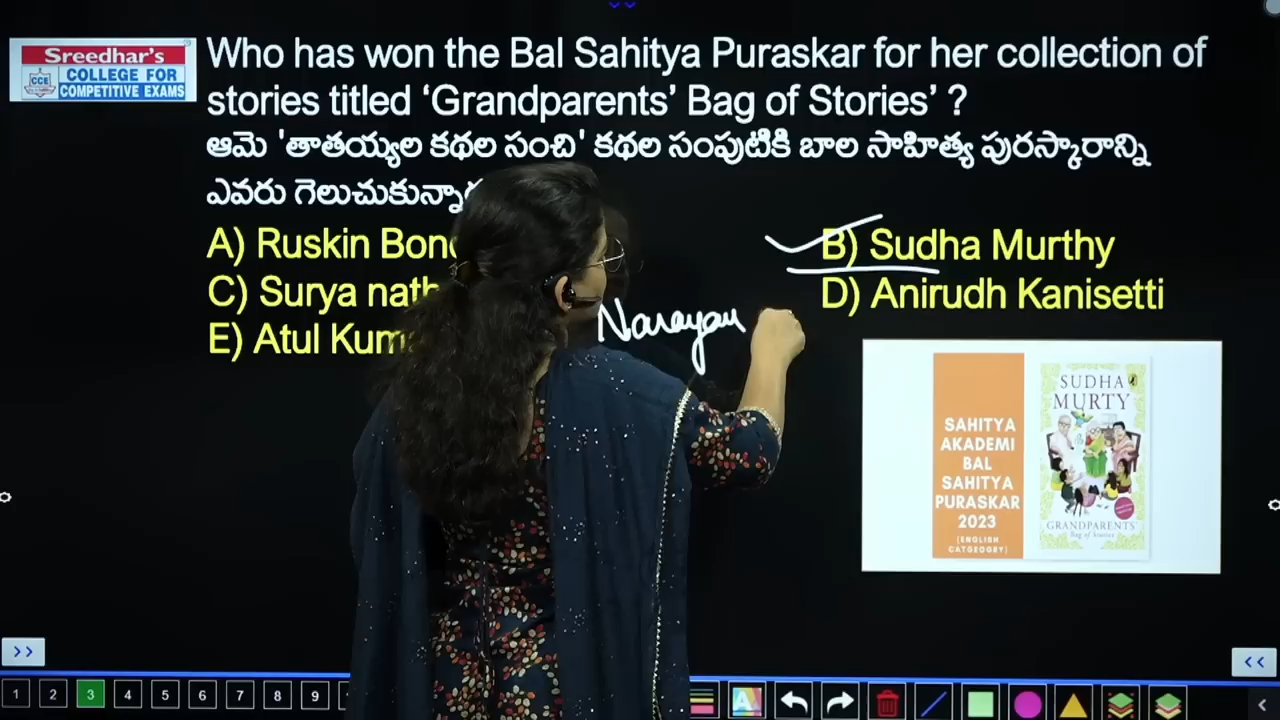 Sreedhar's
CCE
COLLEGE FOR
COMPETITIVE EXAMS
Who has won the Bal Sahitya Puraskar for her collection of
stories titled ‘Grandparents’ Bag of Stories’ ?
ఆమె 'తాతయ్యల కథల సంచి' కథల సంపుటికి బాల సాహిత్య పురస్కారాన్ని
ఎవరు
A) Ruskin
B) Sudha Murthy
C) Surya
D) Anirudh Kanisetti
E) Atul
Narayan
SAHITYA
AKADEMI
BAL
SAHITYA
PURASKAR
2023
(ENGLISH
CATGEOGRY)
SUDHA
MURTY
GRANDPARENTS'
Bag of Stories
>>
<<
1 2 3 4 5 6 7 8 9